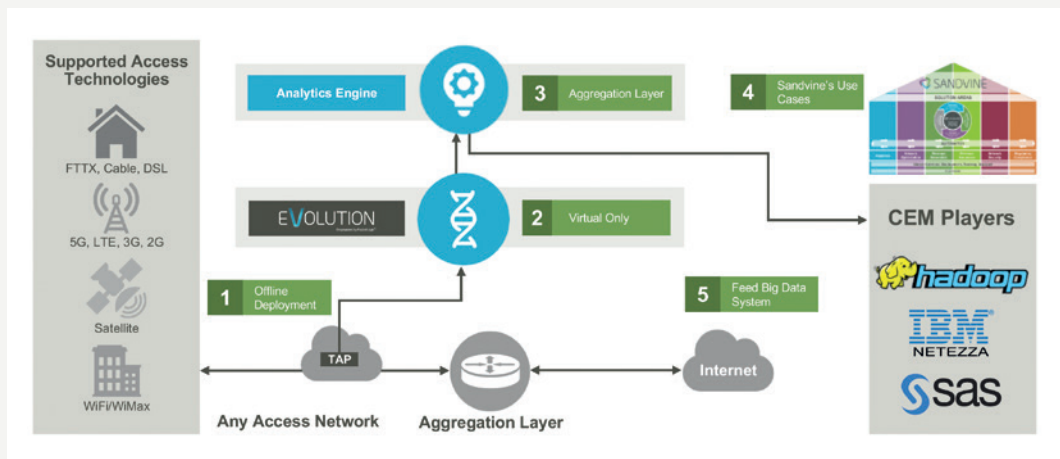 Supported Access
Technologies
FTTX, Cable, DSL
5G, LTE, 3G, 2G
Satellite
WiFi/WiMax
Analytics Engine
3 Aggregation Layer
EVOLUTION
2 Virtual Only
1 Offline
Deployment
TAP
Any Access Network
Aggregation Layer
Internet
5 Feed Big Data
System
4 Sandvine's Use
Cases
SANDVINE
CEM Players
hadoop
IBM
NETEZZA
sas